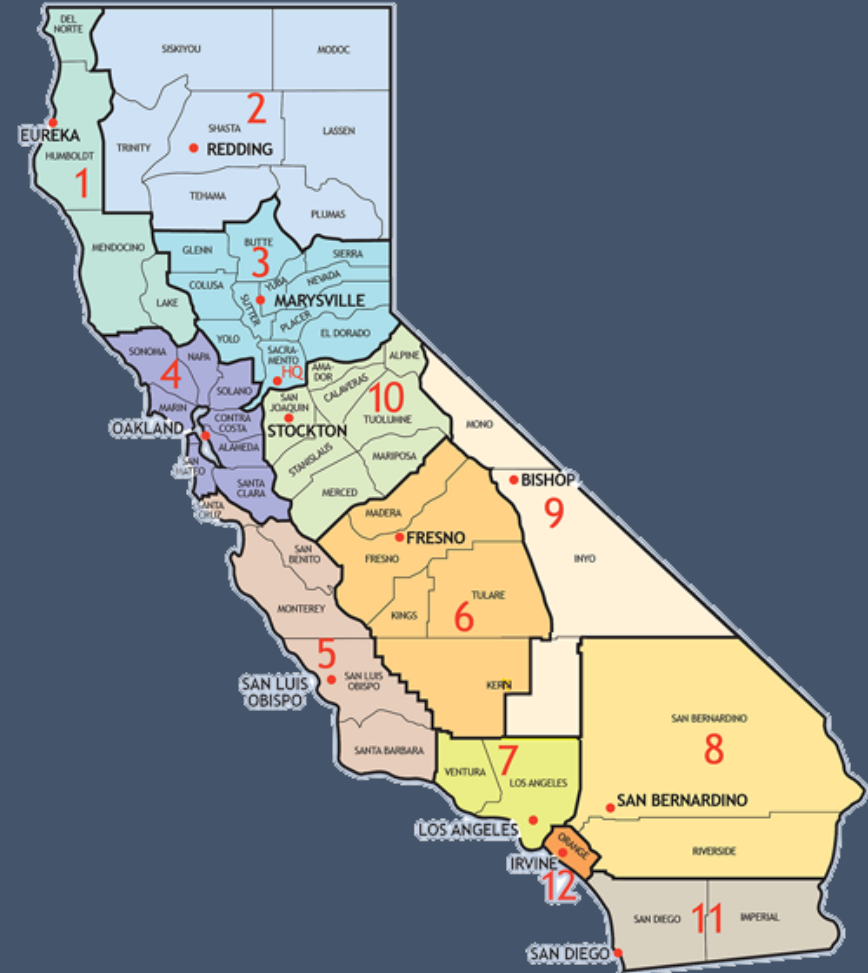 DEL
NORTE
SISKIYOU
MODOC
2
SHASTA
LASSEN
EUREKA
TRINITY
REDDING
HUMBOLDT
1
TEHAMA
PLUMAS
MENDOCINO
GLENN
BUTTE
SIERRA
3
COLUSA
YUBA
NEVADA
LAKE
SUTTER
MARYSVILLE
PLACER
YOLO
EL DORADO
SONOMA
NAPA
SACRA-
MENTO
HQ
AMA-
DOR
ALPINE
4
SOLANO
CALAVERAS
10
MARIN
SAN
JOAQUIN
TUOLUMNE
OAKLAND
CONTRA
COSTA
STOCKTON
MONO
ALAMEDA
STANISLAUS
MARIPOSA
SAN
MATEO
SANTA
CLARA
MERCED
BISHOP
9
SANTA
CRUZ
MADERA
FRESNO
SAN
BENITO
FRESNO
INYO
MONTEREY
KINGS
TULARE
6
5
SAN LUIS
OBISPO
SAN LUIS
OBISPO
KERN
SAN BERNARDINO
8
SANTA BARBARA
7
VENTURA
LOS ANGELES
SAN BERNARDINO
LOS ANGELES
ORANGE
RIVERSIDE
IRVINE
12
SAN DIEGO
11
IMPERIAL
SAN DIEGO